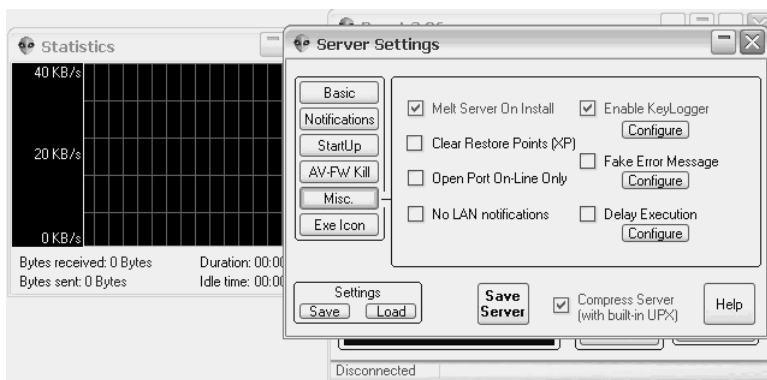 Statistics
40 KB/s
20 KB/s
0 KB/s
Bytes received: 0 Bytes
Duration: 00:00
Bytes sent: 0 Bytes
Idle time: 00:00
Server Settings
Basic
Notifications
StartUp
AV-FW Kill
Misc.
Exe Icon
Melt Server On Install
Clear Restore Points (XP)
Open Port On-Line Only
No LAN notifications
Enable KeyLogger
Configure
Fake Error Message
Configure
Delay Execution
Configure
Settings
Save
Load
Save
Server
Compress Server
(with built-in UPX)
Help
Disconnected